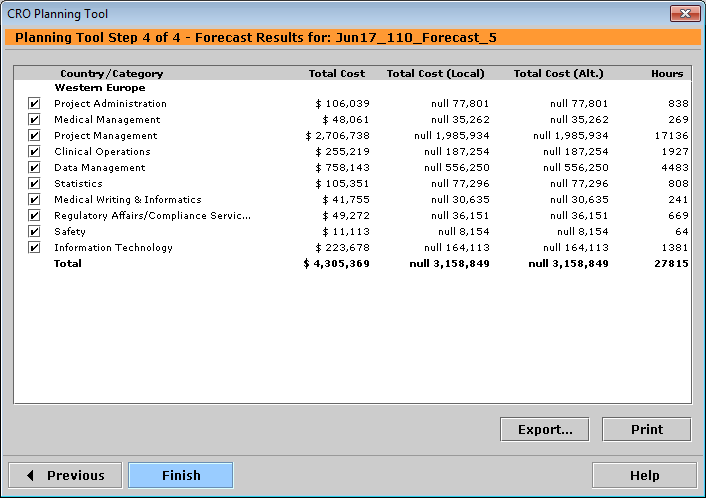 CRO Planning Tool
Planning Tool Step 4 of 4 - Forecast Results for: Jun17_110_Forecast_5
Country/Category Total Cost Total Cost (Local) Total Cost (Alt.) Hours
Western Europe
Project Administration $ 106,039 null 77,801 null 77,801 838
Medical Management $ 48,061 null 35,262 null 35,262 269
Project Management $ 2,706,738 null 1,985,934 null 1,985,934 17136
Clinical Operations $ 255,219 null 187,254 null 187,254 1927
Data Management $ 758,143 null 556,250 null 556,250 4483
Statistics $ 105,351 null 77,296 null 77,296 808
Medical Writing & Informatics $ 41,755 null 30,635 null 30,635 241
Regulatory Affairs/Compliance Servic... $ 49,272 null 36,151 null 36,151 669
Safety $ 11,113 null 8,154 null 8,154 64
Information Technology $ 223,678 null 164,113 null 164,113 1381
Total $ 4,305,369 null 3,158,849 null 3,158,849 27815
Export... Print
Previous Finish Help